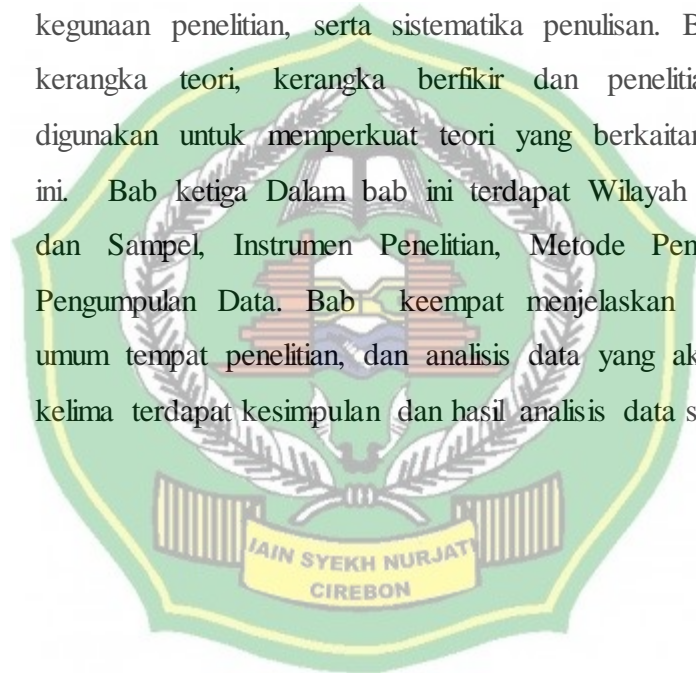 kegunaan penelitian, serta sistematika penulisan. B
kerangka teori, kerangka berfikir dan penelitia
digunakan untuk memperkuat teori yang berkaitan
ini. Bab ketiga Dalam bab ini terdapat Wilayah
dan Sampel, Instrumen Penelitian, Metode Pen
Pengumpulan Data. Bab keempat menjelaskan
umum tempat penelitian, dan analisis data yang ak
kelima terdapat kesimpulan dan hasil analisis data s
IAIN SYEKH NURJATI
CIREBON